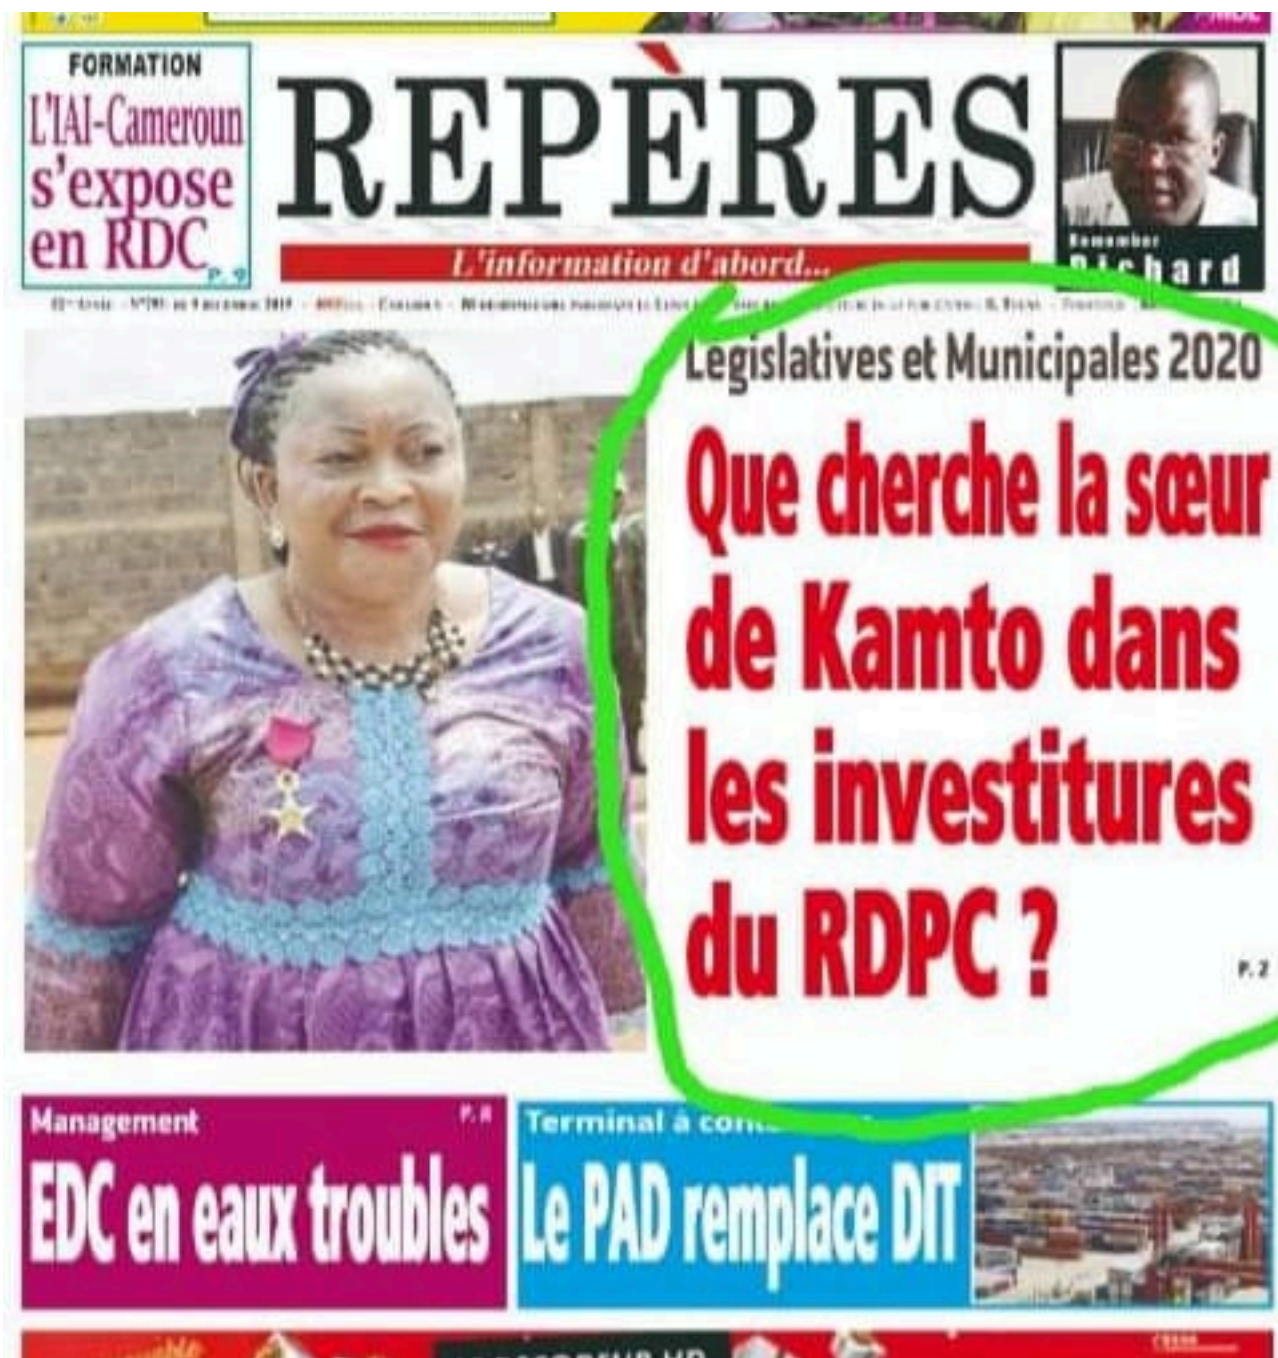 FORMATION
L'IAI-Cameroun
s'expose
en RDC
P. 9
REPÈRES
L'information d'abord...
Remember
Richard
Législatives et Municipales 2020
Que cherche la sœur
de Kamto dans
les investitures
du RDPC ?
P. 2
Management
P. 8
EDC en eaux troubles
Terminal à
Le PAD remplace DIT